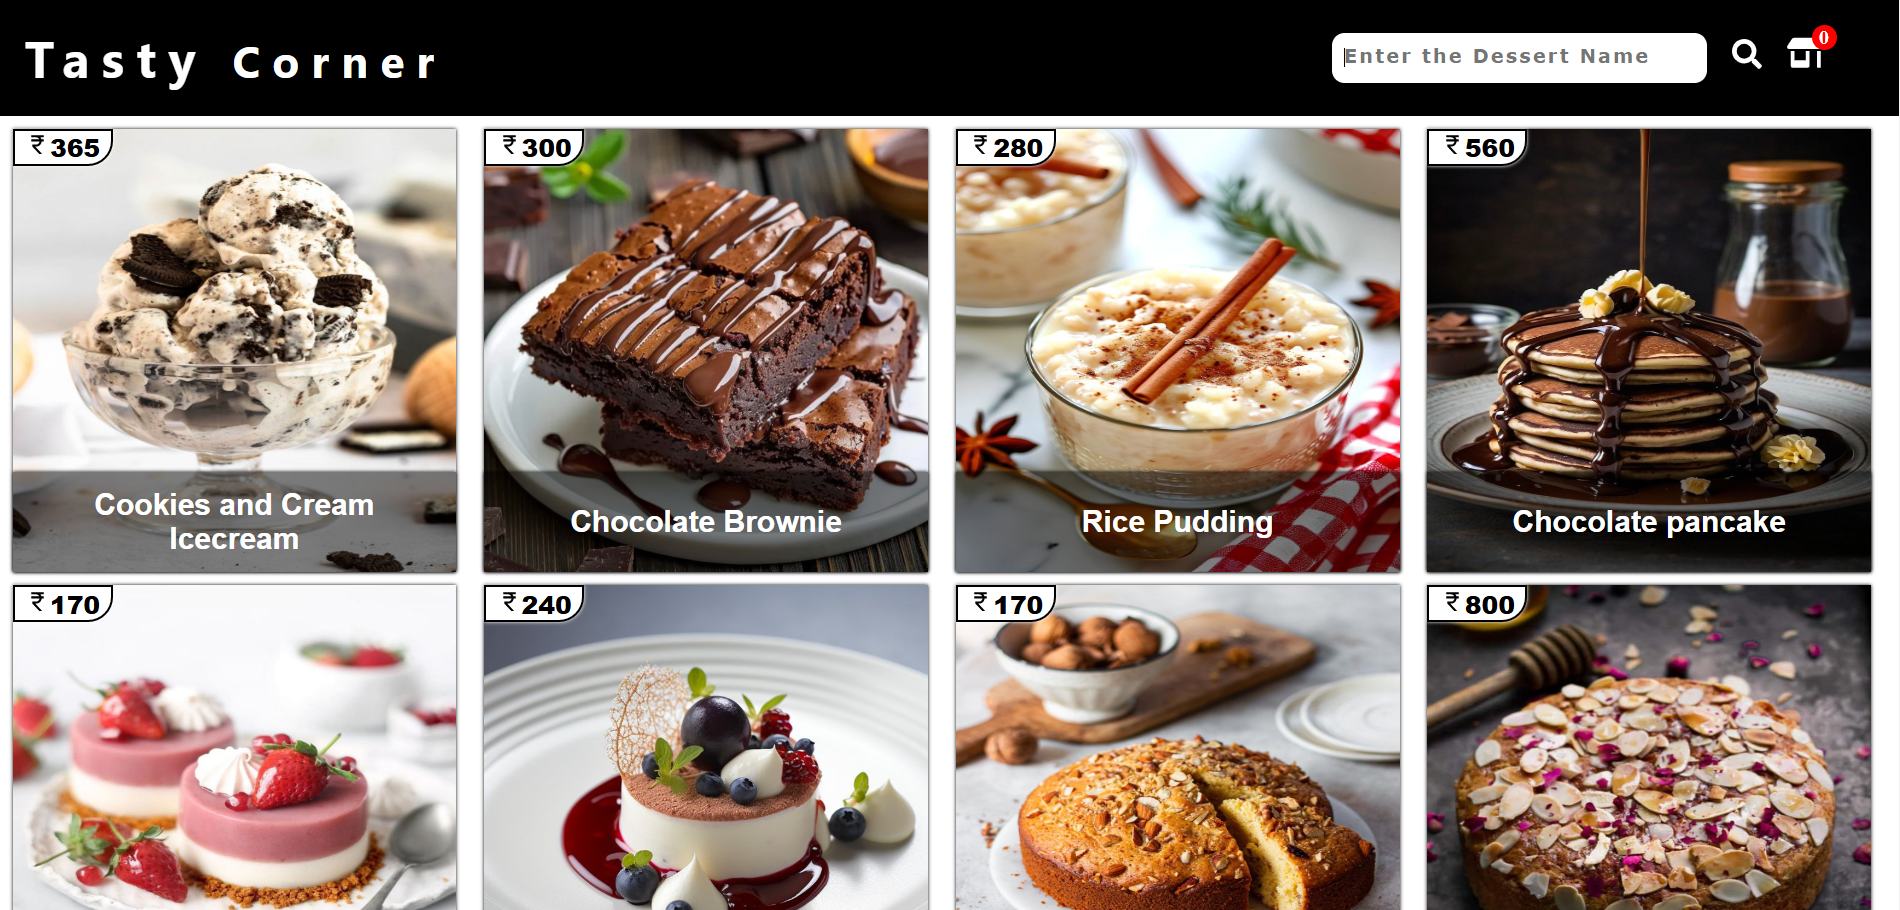 Tasty Corner
Enter the Dessert Name
0
₹ 365
₹ 300
₹ 280
₹ 560
Cookies and Cream
Icecream
Chocolate Brownie
Rice Pudding
Chocolate pancake
₹ 170
₹ 240
₹ 170
₹ 800